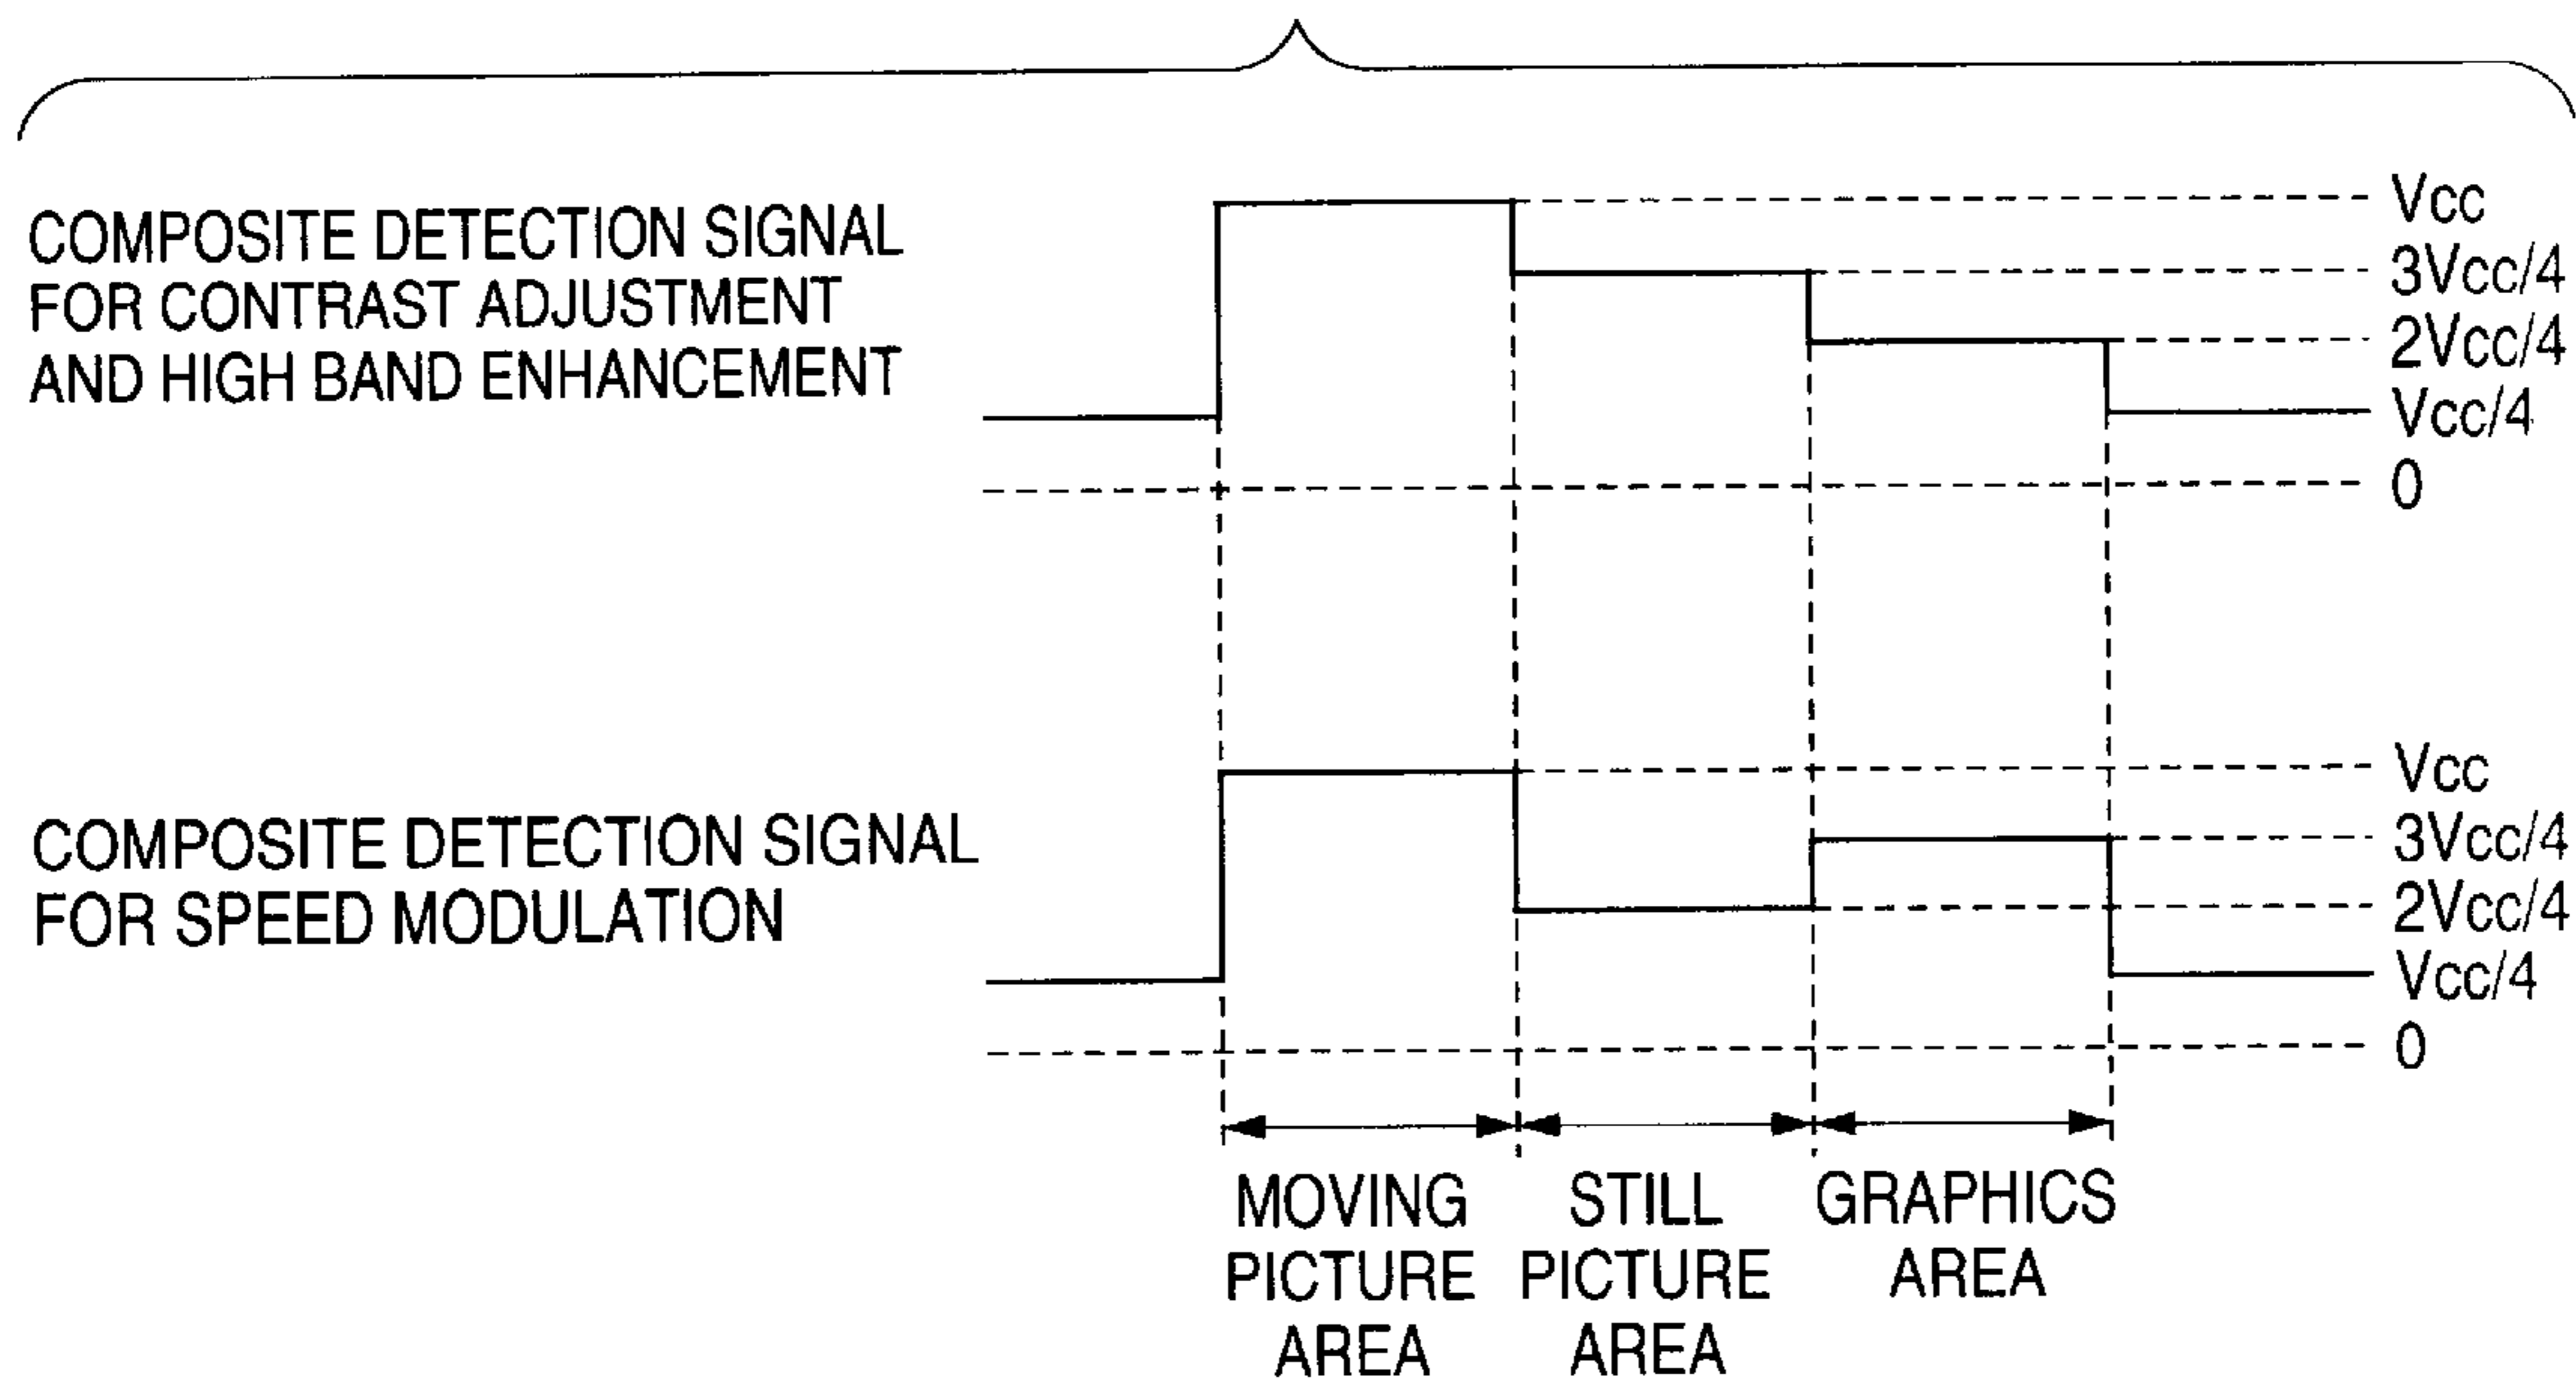 COMPOSITE DETECTION SIGNAL
FOR CONTRAST ADJUSTMENT
AND HIGH BAND ENHANCEMENT
Vcc
3Vcc/4
2Vcc/4
Vcc/4
0
COMPOSITE DETECTION SIGNAL
FOR SPEED MODULATION
Vcc
3Vcc/4
2Vcc/4
Vcc/4
0
MOVING
PICTURE
AREA
STILL
PICTURE
AREA
GRAPHICS
AREA